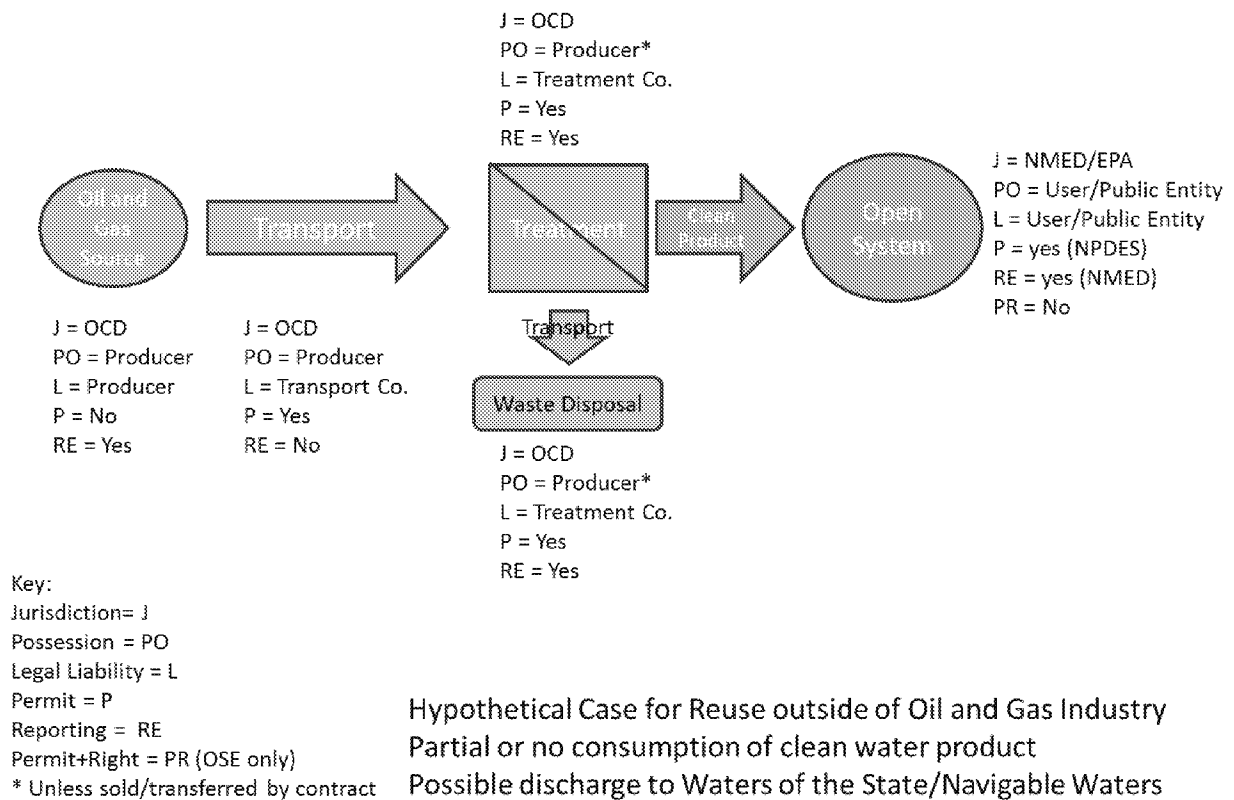 J = OCD
PO = Producer*
L = Treatment Co.
P = Yes
RE = Yes
Oil and
Gas
Source
Transport
Treatment
Clean
Product
Open
System
J = NMED/EPA
PO = User/Public Entity
L = User/Public Entity
P = yes (NPDES)
RE = yes (NMED)
PR = No
J = OCD
PO = Producer
L = Producer
P = No
RE = Yes
J = OCD
PO = Producer
L = Transport Co.
P = Yes
RE = No
Transport
Waste Disposal
J = OCD
PO = Producer*
L = Treatment Co.
P = Yes
RE = Yes
Key:
Jurisdiction= J
Possession = PO
Legal Liability = L
Permit = P
Reporting = RE
Permit+Right = PR (OSE only)
* Unless sold/transferred by contract
Hypothetical Case for Reuse outside of Oil and Gas Industry
Partial or no consumption of clean water product
Possible discharge to Waters of the State/Navigable Waters